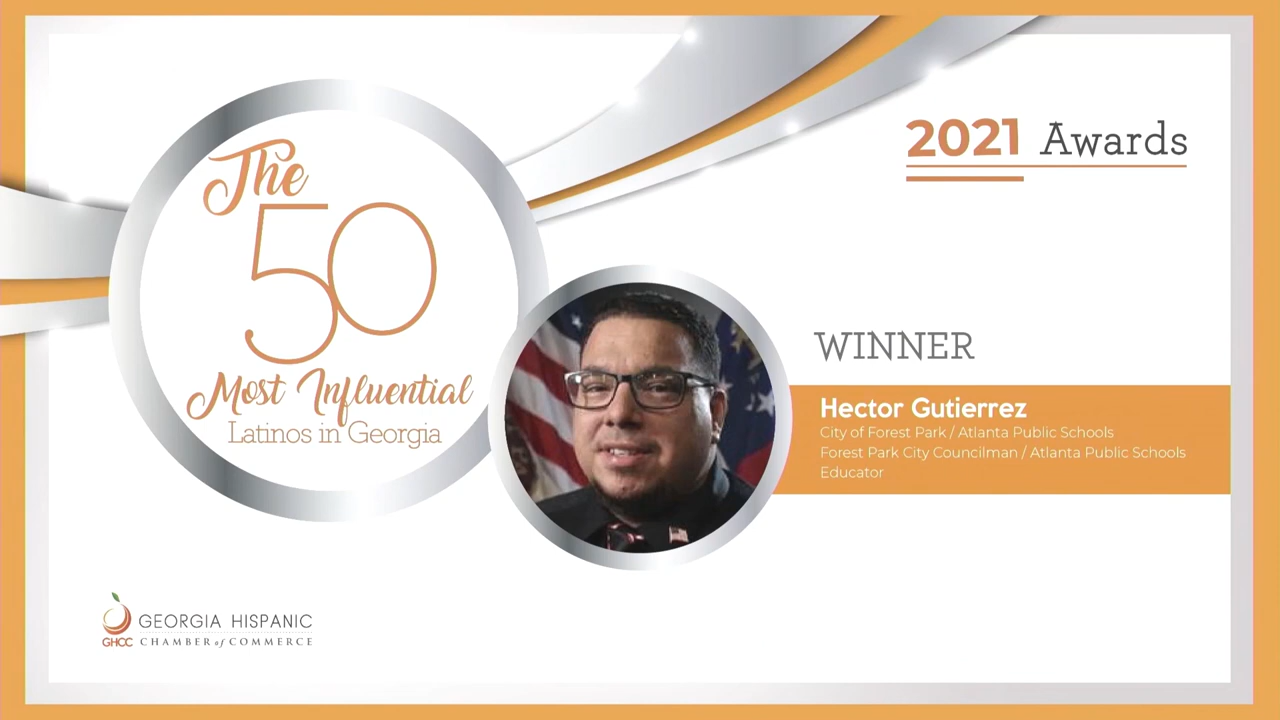 The
50
Most Influential
Latinos in Georgia
2021 Awards
WINNER
Hector Gutierrez
City of Forest Park / Atlanta Public Schools
Forest Park City Councilman / Atlanta Public Schools
Educator
GHCC
GEORGIA HISPANIC
CHAMBER of COMMERCE